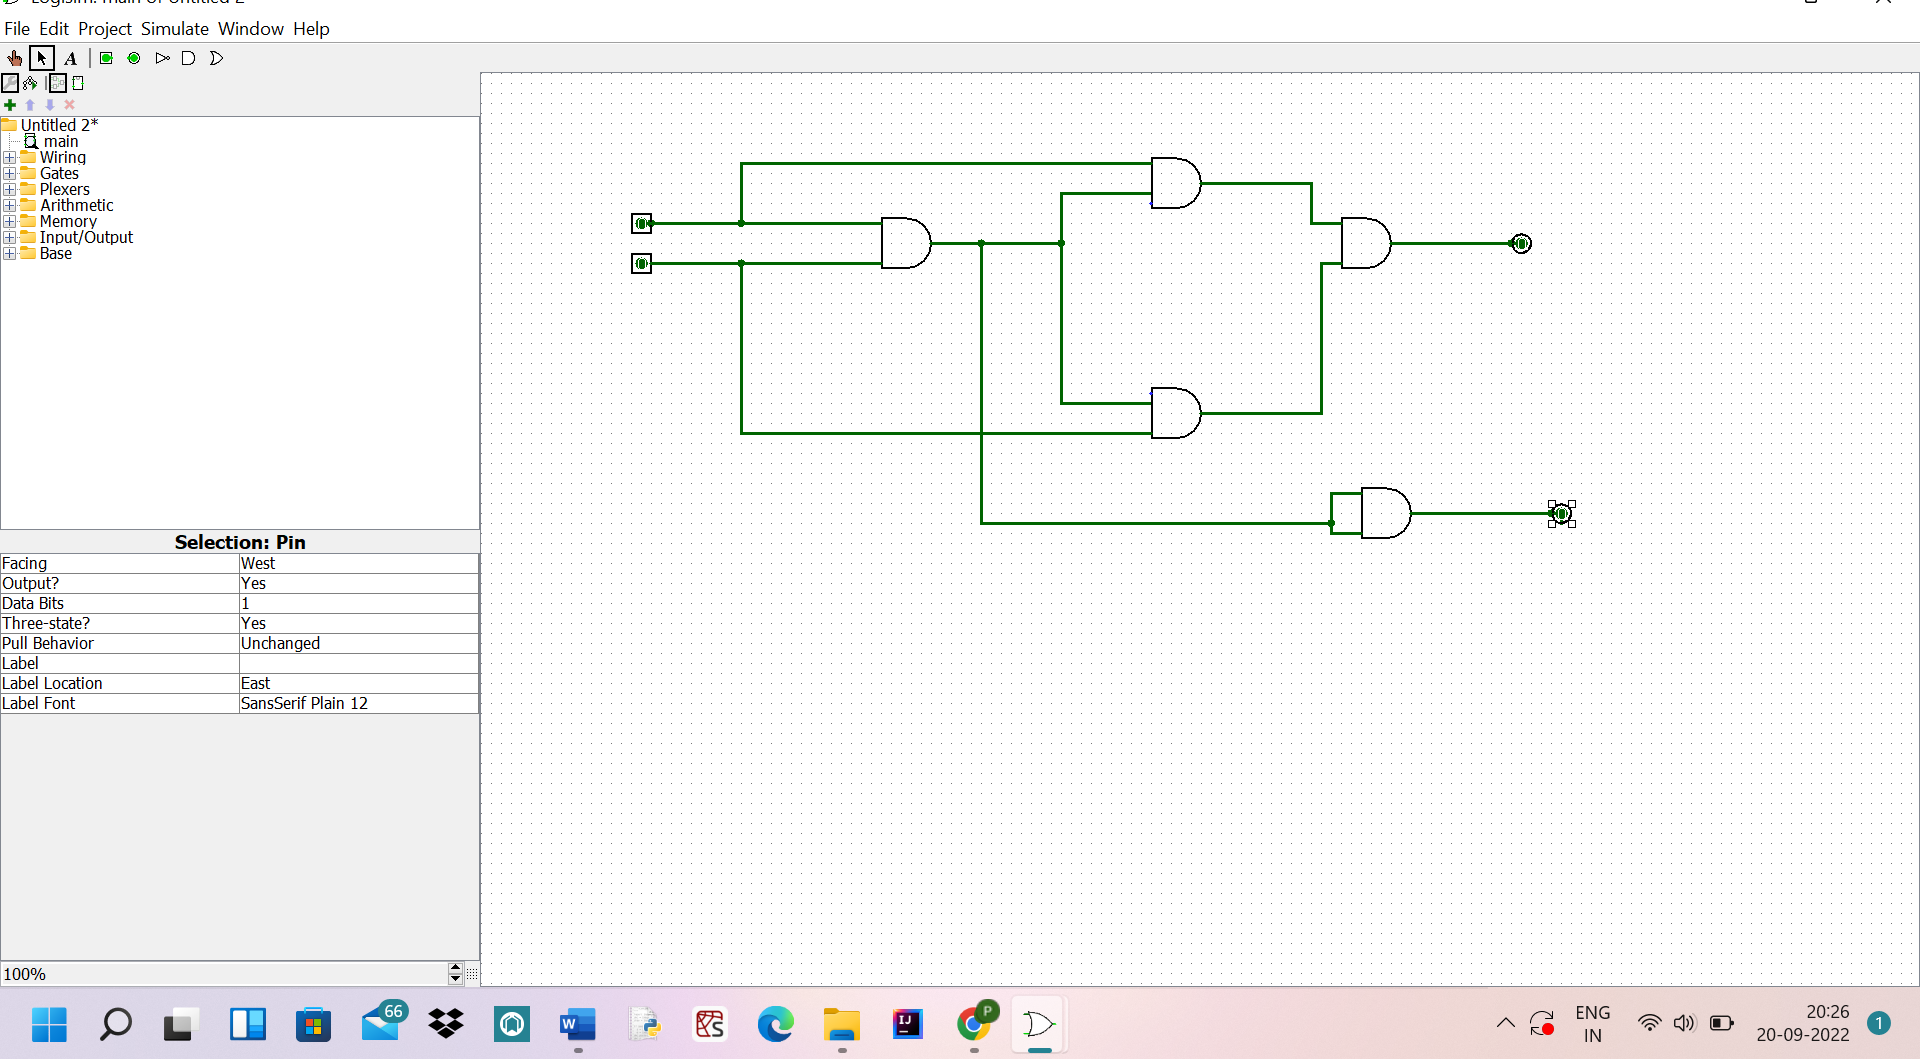 Logisim: main of Untitled 2
File Edit Project Simulate Window Help
A
Untitled 2*
main
Wiring
Gates
Plexers
Arithmetic
Memory
Input/Output
Base
Selection: Pin
Facing West
Output? Yes
Data Bits 1
Three-state? Yes
Pull Behavior Unchanged
Label
Label Location East
Label Font SansSerif Plain 12
100%
66
W
IJ
P
ENG
IN
20:26
20-09-2022
1